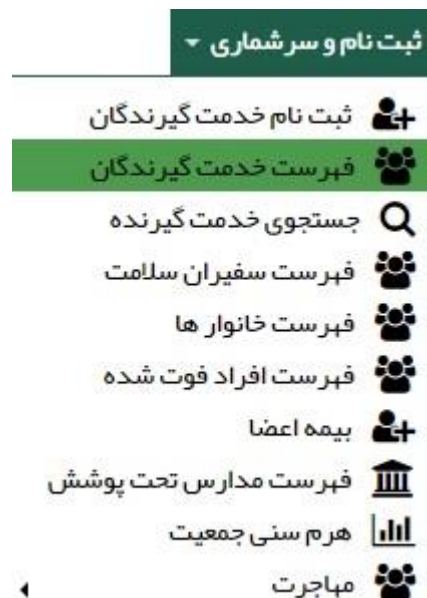 ثبت نام و سرشماری
ثبت نام خدمت گیرندگان
فهرست خدمت گیرندگان
جستجوی خدمت گیرنده
فهرست سفیران سلامت
فهرست خانوار ها
فهرست افراد فوت شده
بیمه اعضا
فهرست مدارس تحت پوشش
هرم سنی جمعیت
مهاجرت